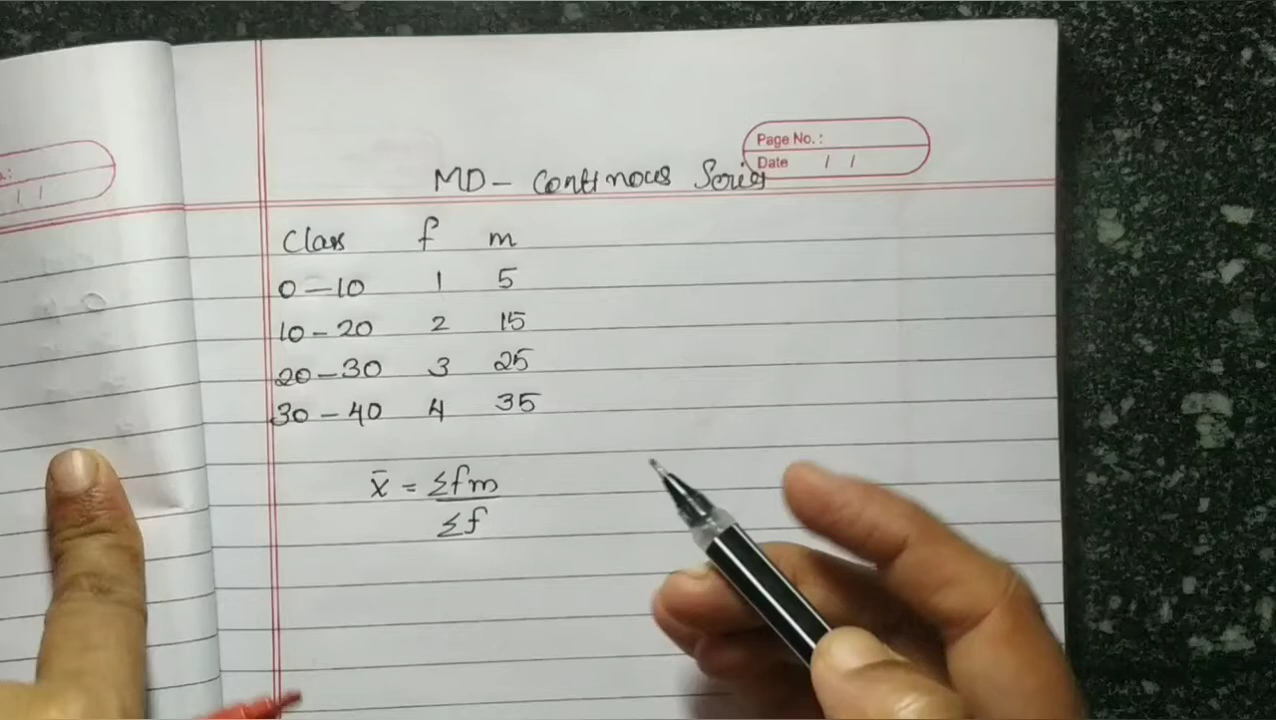 Page No. :
Date / /
MD - Continous Series
Class f m
0-10 1 5
10-20 2 15
20-30 3 25
30-40 4 35
x̄ = Σfm
Σf